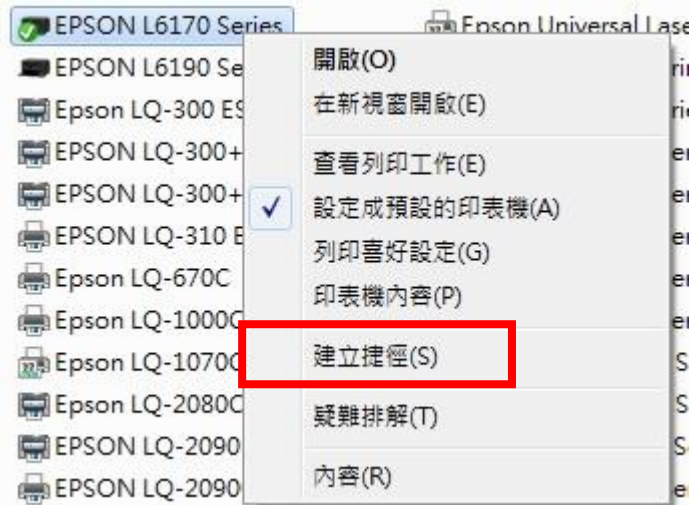 EPSON L6170 Series
Epson Universal Lase
EPSON L6190 Se
Epson LQ-300 ES
EPSON LQ-300+
EPSON LQ-300+
EPSON LQ-310 E
Epson LQ-670C
Epson LQ-1000C
Epson LQ-1070C
Epson LQ-2080C
EPSON LQ-2090
EPSON LQ-2090
開啟(O)
在新視窗開啟(E)
查看列印工作(E)
設定成預設的印表機(A)
列印喜好設定(G)
印表機內容(P)
建立捷徑(S)
疑難排解(T)
內容(R)